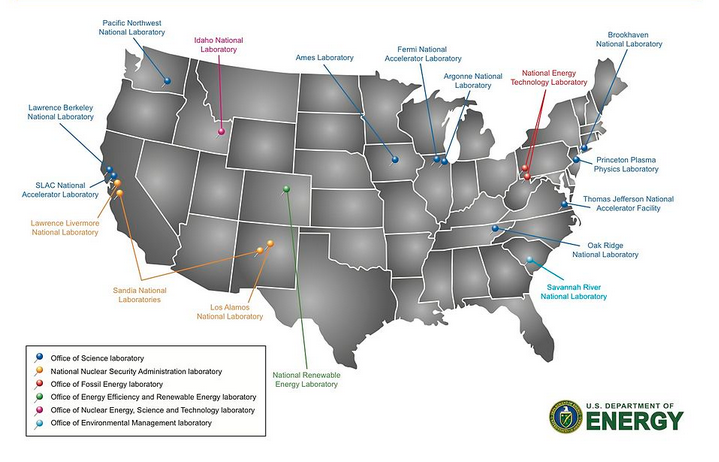 Pacific Northwest
National Laboratory
Idaho National
Laboratory
Ames Laboratory
Fermi National
Accelerator Laboratory
Argonne National
Laboratory
National Energy
Technology Laboratory
Brookhaven
National Laboratory
Lawrence Berkeley
National Laboratory
SLAC National
Accelerator Laboratory
Lawrence Livermore
National Laboratory
Sandia National
Laboratories
Los Alamos
National Laboratory
National Renewable
Energy Laboratory
Princeton Plasma
Physics Laboratory
Thomas Jefferson National
Accelerator Facility
Oak Ridge
National Laboratory
Savannah River
National Laboratory
Office of Science laboratory
National Nuclear Security Administration laboratory
Office of Fossil Energy laboratory
Office of Energy Efficiency and Renewable Energy laboratory
Office of Nuclear Energy, Science and Technology laboratory
Office of Environmental Management laboratory
U.S. DEPARTMENT OF
ENERGY